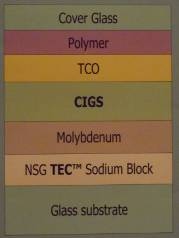 Cover Glass
Polymer
TCO
CIGS
Molybdenum
NSG TEC™ Sodium Block
Glass substrate